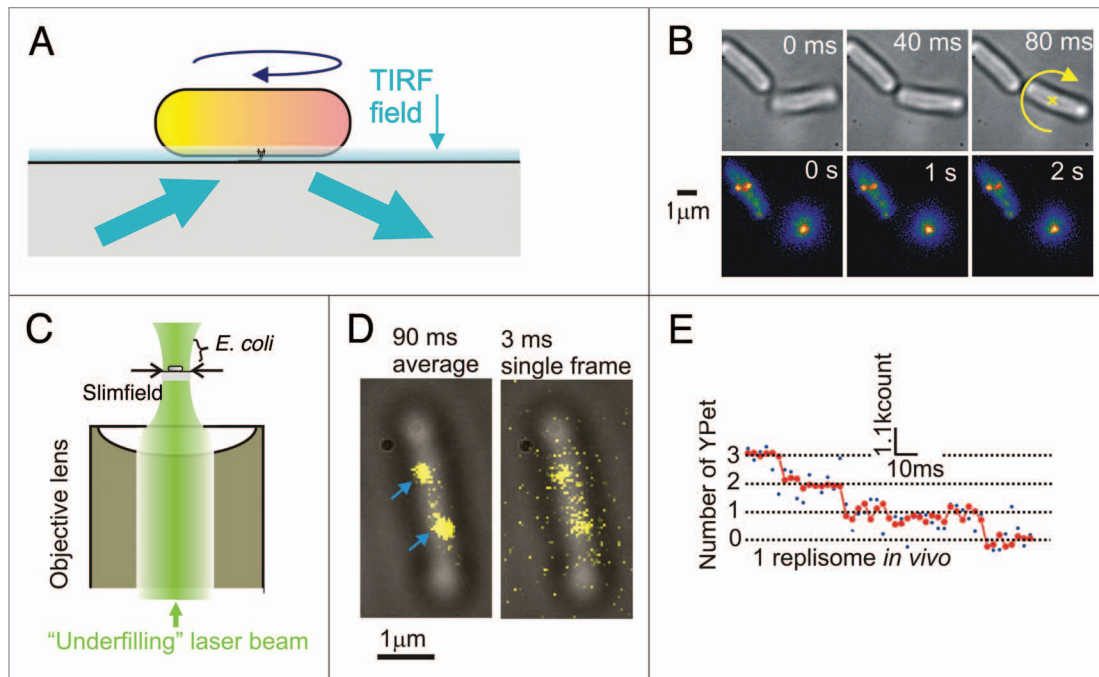 A
TIRF
field
B
0 ms
40 ms
80 ms
0 s
1 s
2 s
1μm
C
E. coli
Slimfield
Objective lens
“Underfilling” laser beam
D
90 ms
average
3 ms
single frame
1μm
E
1.1kcount
10ms
Number of YPet
3
2
1
0
1 replisome in vivo